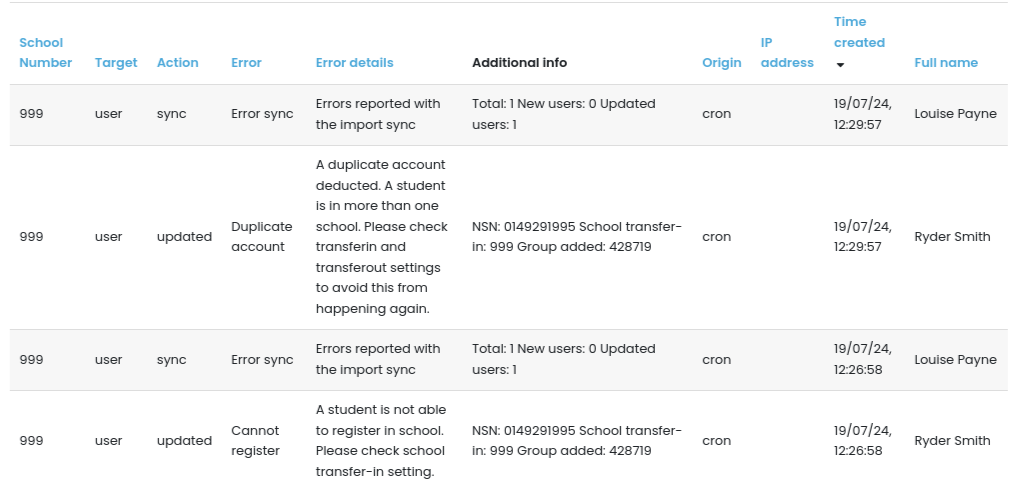 School Number
Target
Action
Error
Error details
Additional info
Origin
IP address
Time created
Full name
999
user
sync
Error sync
Errors reported with
the import sync
Total: 1 New users: 0 Updated
users: 1
cron
19/07/24,
12:29:57
Louise Payne
999
user
updated
Duplicate
account
A duplicate account
deducted. A student
is in more than one
school. Please check
transferin and
transferout settings
to avoid this from
happening again.
NSN: 0149291995 School transfer-
in: 999 Group added: 428719
cron
19/07/24,
12:29:57
Ryder Smith
999
user
sync
Error sync
Errors reported with
the import sync
Total: 1 New users: 0 Updated
users: 1
cron
19/07/24,
12:26:58
Louise Payne
999
user
updated
Cannot
register
A student is not able
to register in school.
Please check school
transfer-in setting.
NSN: 0149291995 School transfer-
in: 999 Group added: 428719
cron
19/07/24,
12:26:58
Ryder Smith